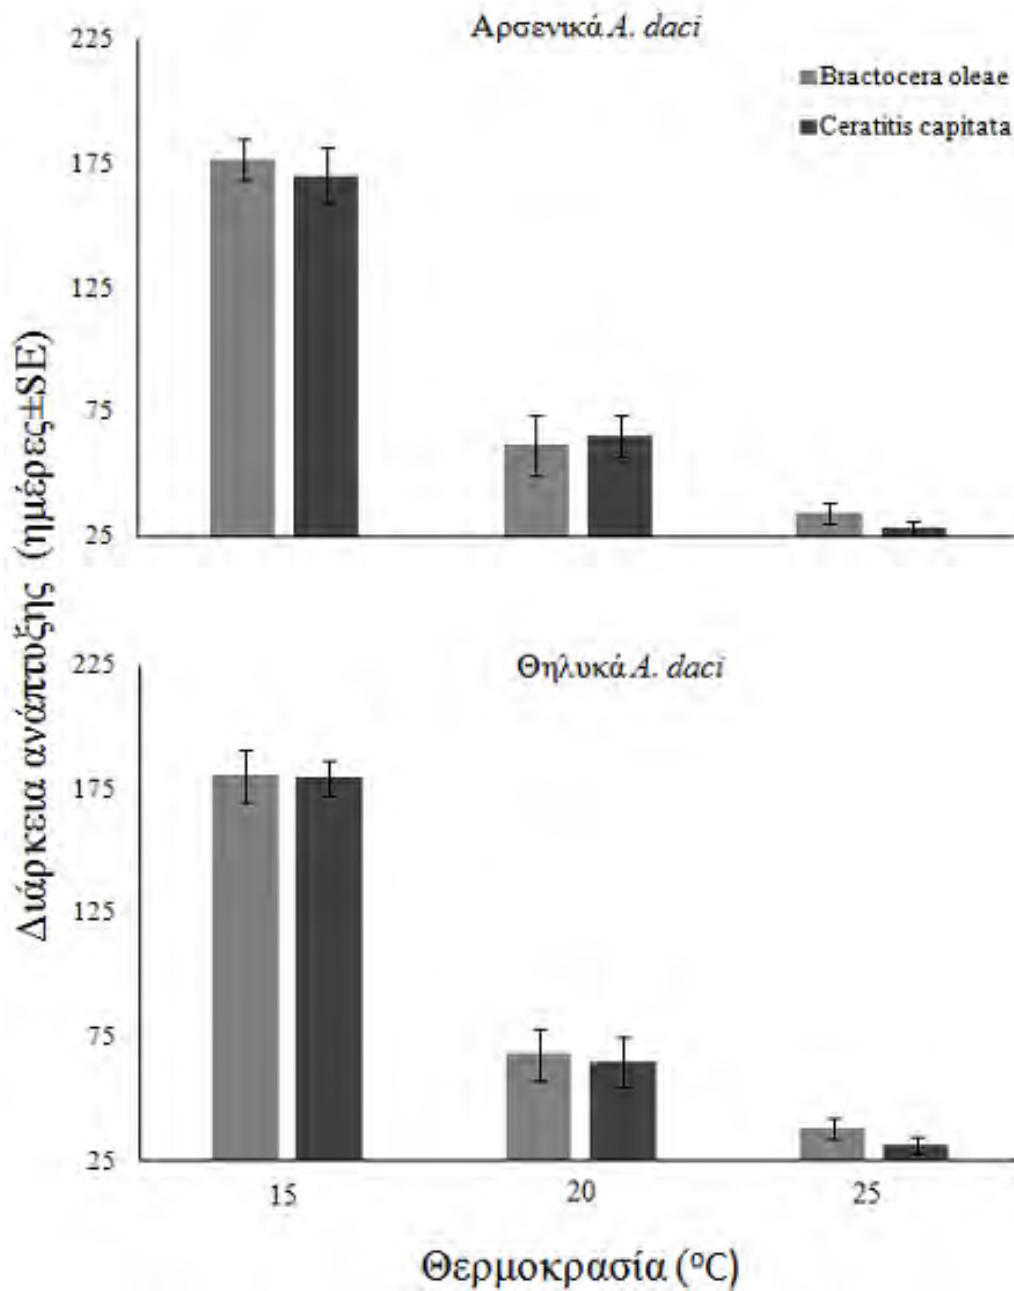 Αρσενικά A. daci
225
Bractocera oleae
Ceratitis capitata
175
125
75
25
Διάρκεια ανάπτυξης (ημέρες±SE)
Θηλυκά A. daci
225
175
125
75
25
15 20 25
Θερμοκρασία (°C)